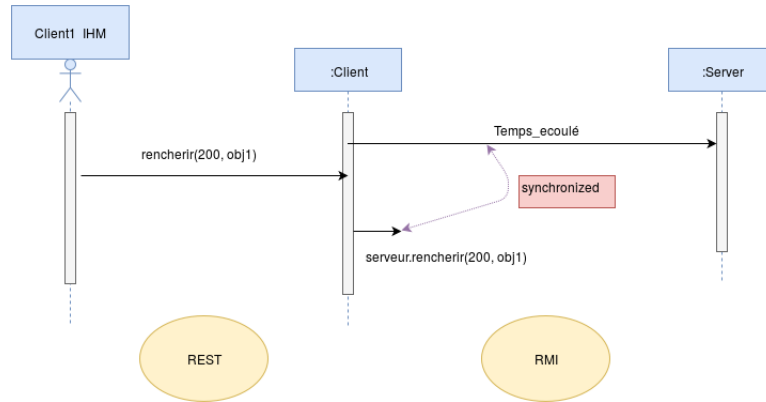 Client1 IHM
:Client
:Server
Temps_ecoulé
rencherir(200, obj1)
synchronized
serveur.rencherir(200, obj1)
REST
RMI